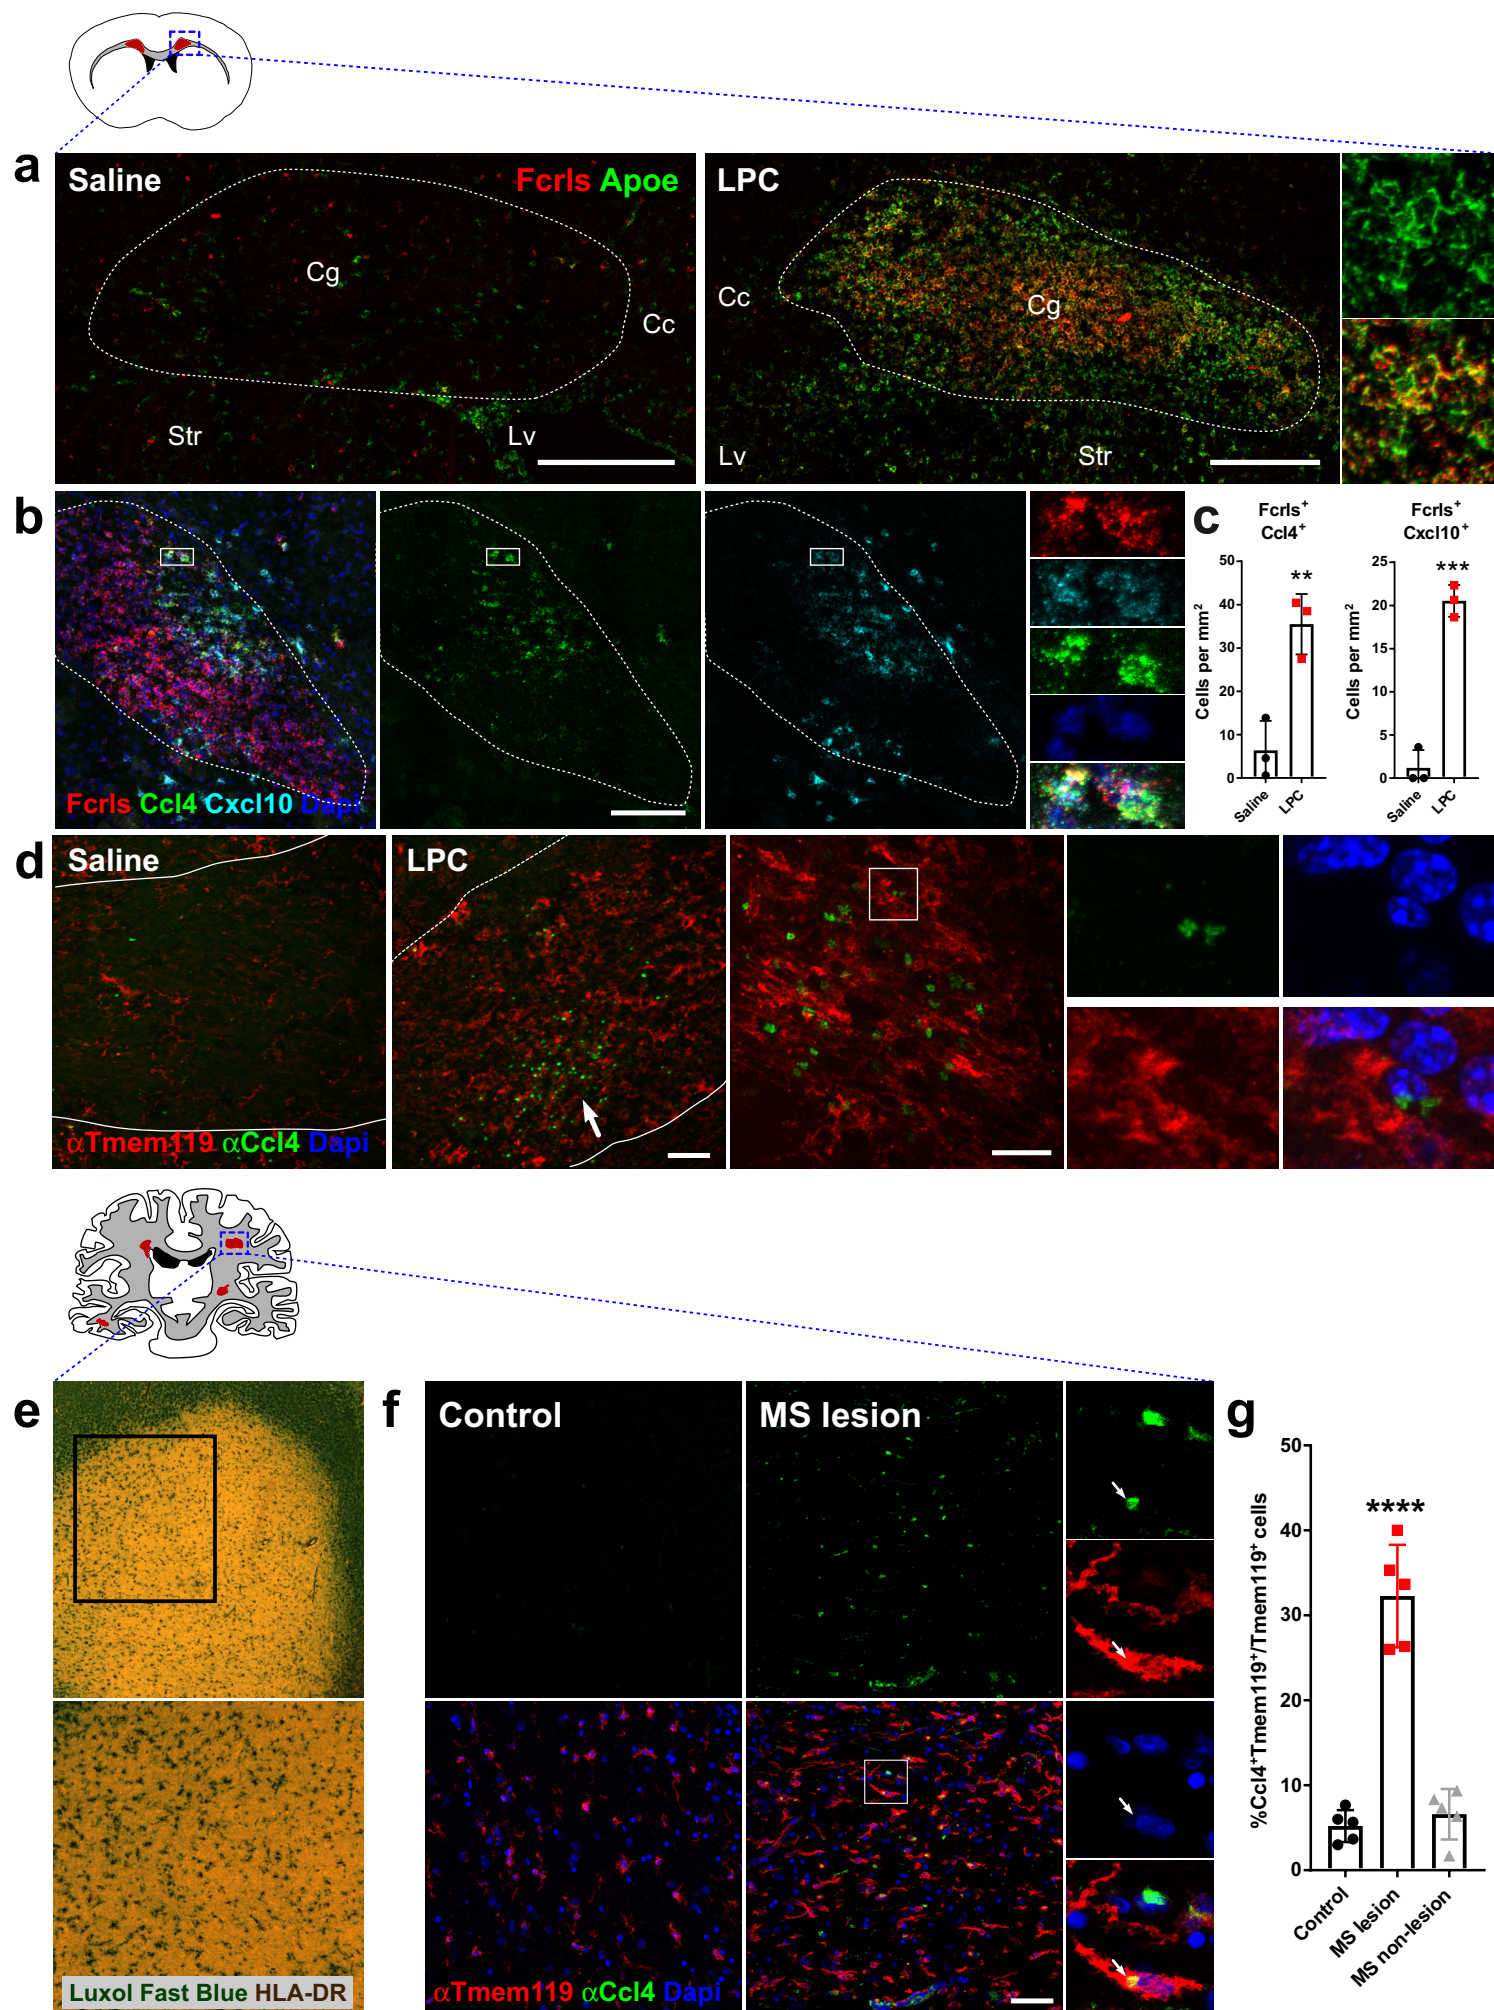 a
Saline
Fcrls Apoe
Cg
Cc
Str
Lv
LPC
Cc
Cg
Lv
Str
b
Fcrls Ccl4 Cxcl10 Dapi
c
Fcrls⁺
Ccl4⁺
Cells per mm²
50
40
30
20
10
0
**
Saline
LPC
Fcrls⁺
Cxcl10⁺
Cells per mm²
25
20
15
10
5
0
***
Saline
LPC
d
Saline
αTmem119 αCcl4 Dapi
LPC
e
Luxol Fast Blue HLA-DR
f
Control
MS lesion
αTmem119 αCcl4 Dapi
g
%Ccl4⁺Tmem119⁺/Tmem119⁺ cells
50
40
30
20
10
0
****
Control
MS lesion
MS non-lesion